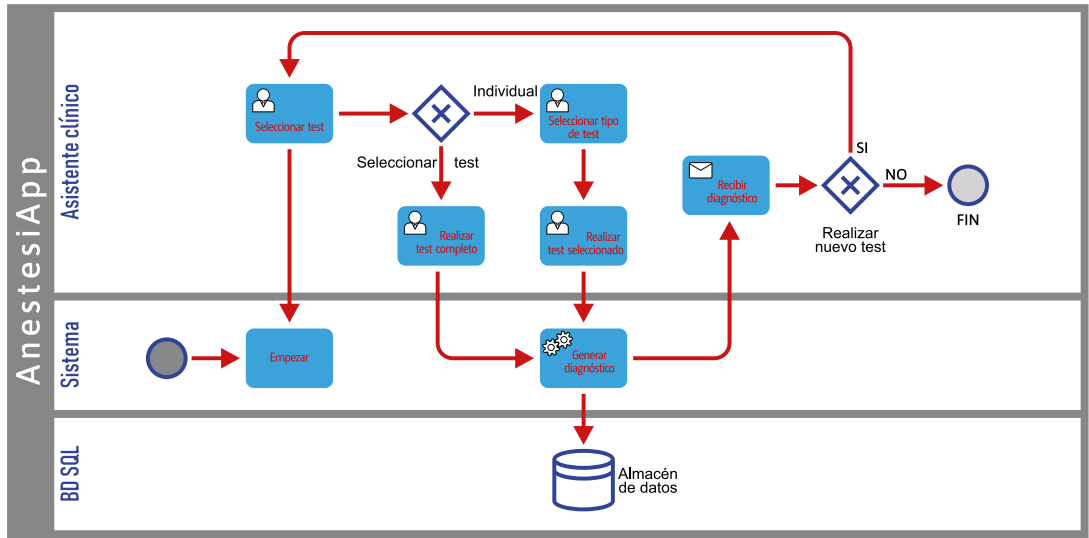 AnestesiApp
Asistente clínico
Seleccionar test
Individual
Seleccionar tipo
de test
Seleccionar test
Realizar
test completo
Realizar
test seleccionado
Recibir
diagnóstico
SI
NO
Realizar
nuevo test
FIN
Sistema
Empezar
Generar
diagnóstico
BD SQL
Almacén
de datos